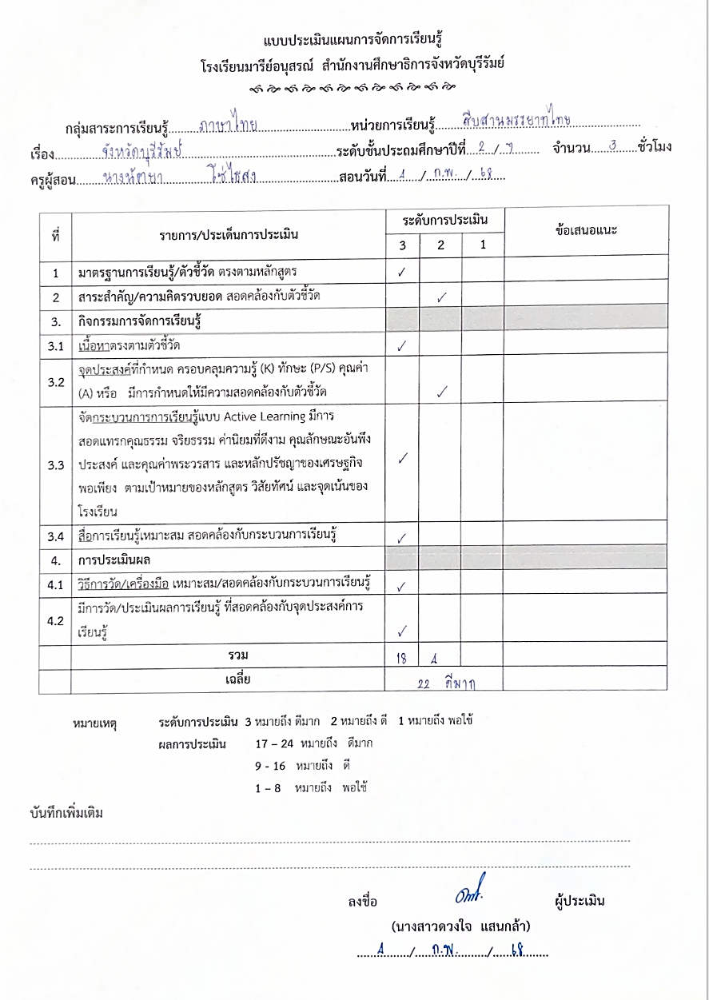 แบบประเมินแผนการจัดการเรียนรู้
โรงเรียนมารีย์อนุสรณ์ สำนักงานศึกษาธิการจังหวัดบุรีรัมย์
กลุ่มสาระการเรียนรู้.....ภาษาไทย.....หน่วยการเรียนรู้.....สืบสานมรรยาทไทย
เรื่อง.....จังหวัดบุรีรัมย์.....ระดับชั้นประถมศึกษาปีที่ 2 / ๆ จำนวน 3 ชั่วโมง
ครูผู้สอน.....นางนัตยา โช่ไธสง.....สอนวันที่ 4 / ก.พ. / 68
ที่ รายการ/ประเด็นการประเมิน ระดับการประเมิน ข้อเสนอแนะ
3 2 1
1 มาตรฐานการเรียนรู้/ตัวชี้วัด ตรงตามหลักสูตร ✓
2 สาระสำคัญ/ความคิดรวบยอด สอดคล้องกับตัวชี้วัด ✓
3. กิจกรรมการจัดการเรียนรู้
3.1 เนื้อหาตรงตามตัวชี้วัด ✓
3.2 จุดประสงค์ที่กำหนด ครอบคลุมความรู้ (K) ทักษะ (P/S) คุณค่า
(A) หรือ มีการกำหนดให้มีความสอดคล้องกับตัวชี้วัด ✓
3.3 จัดกระบวนการการเรียนรู้แบบ Active Learning มีการ
สอดแทรกคุณธรรม จริยธรรม ค่านิยมที่ดีงาม คุณลักษณะอันพึง
ประสงค์ และคุณค่าพระวรสาร และหลักปรัชญาของเศรษฐกิจ ✓
พอเพียง ตามเป้าหมายของหลักสูตร วิสัยทัศน์ และจุดเน้นของ
โรงเรียน
3.4 สื่อการเรียนรู้เหมาะสม สอดคล้องกับกระบวนการเรียนรู้ ✓
4. การประเมินผล
4.1 วิธีการวัด/เครื่องมือ เหมาะสม/สอดคล้องกับกระบวนการเรียนรู้ ✓
4.2 มีการวัด/ประเมินผลการเรียนรู้ ที่สอดคล้องกับจุดประสงค์การ
เรียนรู้ ✓
รวม 18 4
เฉลี่ย 22 ดีมาก
หมายเหตุ ระดับการประเมิน 3 หมายถึง ดีมาก 2 หมายถึง ดี 1 หมายถึง พอใช้
ผลการประเมิน 17 – 24 หมายถึง ดีมาก
9 - 16 หมายถึง ดี
1 – 8 หมายถึง พอใช้
บันทึกเพิ่มเติม
ลงชื่อ ผู้ประเมิน
(นางสาวดวงใจ แสนกล้า)
4 / ก.พ. / 68